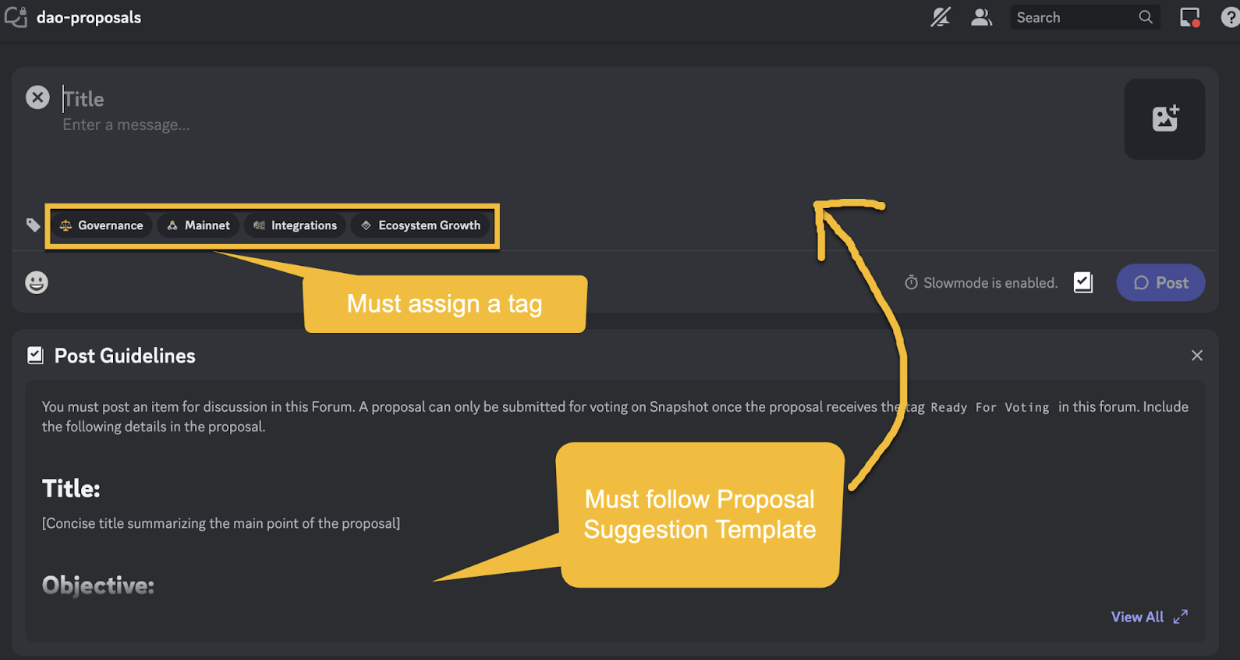 dao-proposals
Search
Title
Enter a message...
Governance
Mainnet
Integrations
Ecosystem Growth
Must assign a tag
Slowmode is enabled.
Post
Post Guidelines
You must post an item for discussion in this Forum. A proposal can only be submitted for voting on Snapshot once the proposal receives the tag Ready For Voting in this forum. Include
the following details in the proposal.
Title:
[Concise title summarizing the main point of the proposal]
Must follow Proposal
Suggestion Template
Objective:
View All